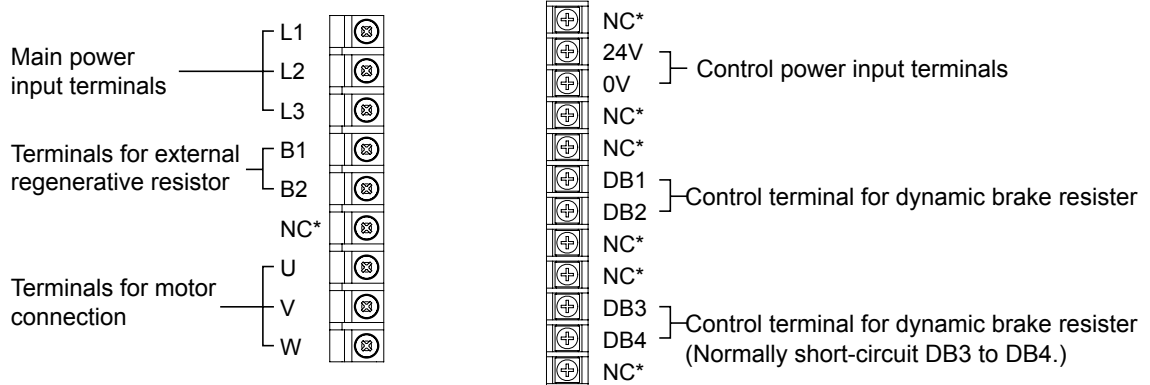 Main power
input terminals
L1
L2
L3
Terminals for external
regenerative resistor
B1
B2
NC*
Terminals for motor
connection
U
V
W
NC*
24V
0V
Control power input terminals
NC*
NC*
DB1
DB2
Control terminal for dynamic brake resister
NC*
NC*
DB3
DB4
Control terminal for dynamic brake resister
(Normally short-circuit DB3 to DB4.)
NC*